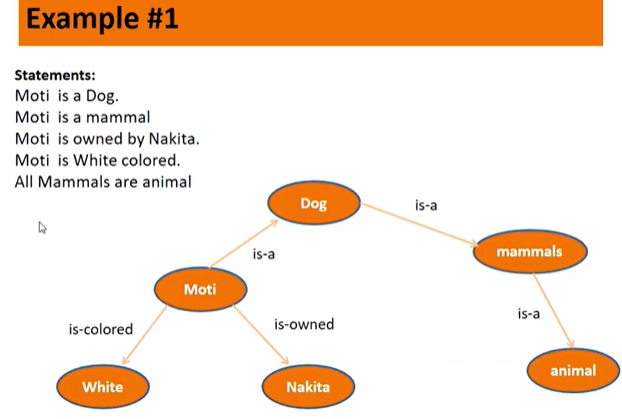 Example #1
Statements:
Moti is a Dog.
Moti is a mammal
Moti is owned by Nakita.
Moti is White colored.
All Mammals are animal
Dog
is-a
mammals
is-a
Moti
is-a
is-colored
is-owned
White
Nakita
animal